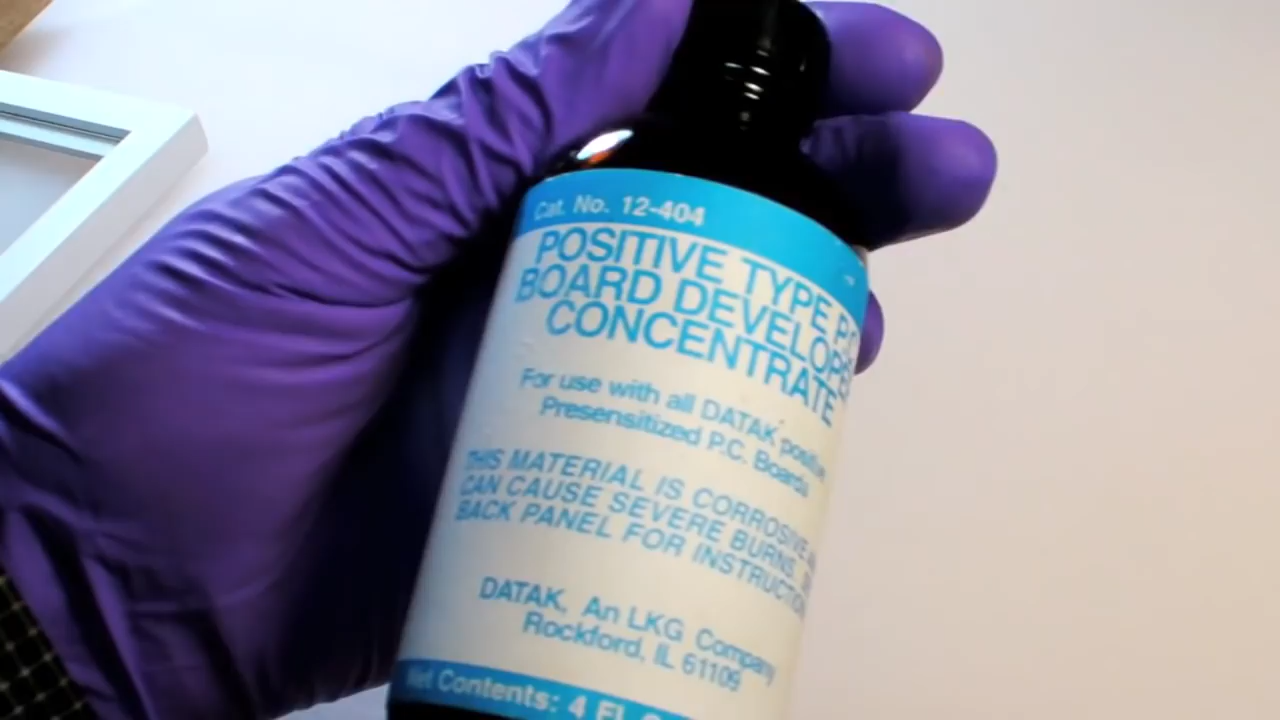 Cat. No. 12-404
POSITIVE TYPE P.C
BOARD DEVELOPER
CONCENTRATE
For use with all DATAK positive
Presensitized P.C. Boards
THIS MATERIAL IS CORROSIVE
CAN CAUSE SEVERE BURNS.
BACK PANEL FOR INSTRUCTIO
DATAK, An LKG Company
Rockford, IL 61109
Net Contents: 4 Fl.